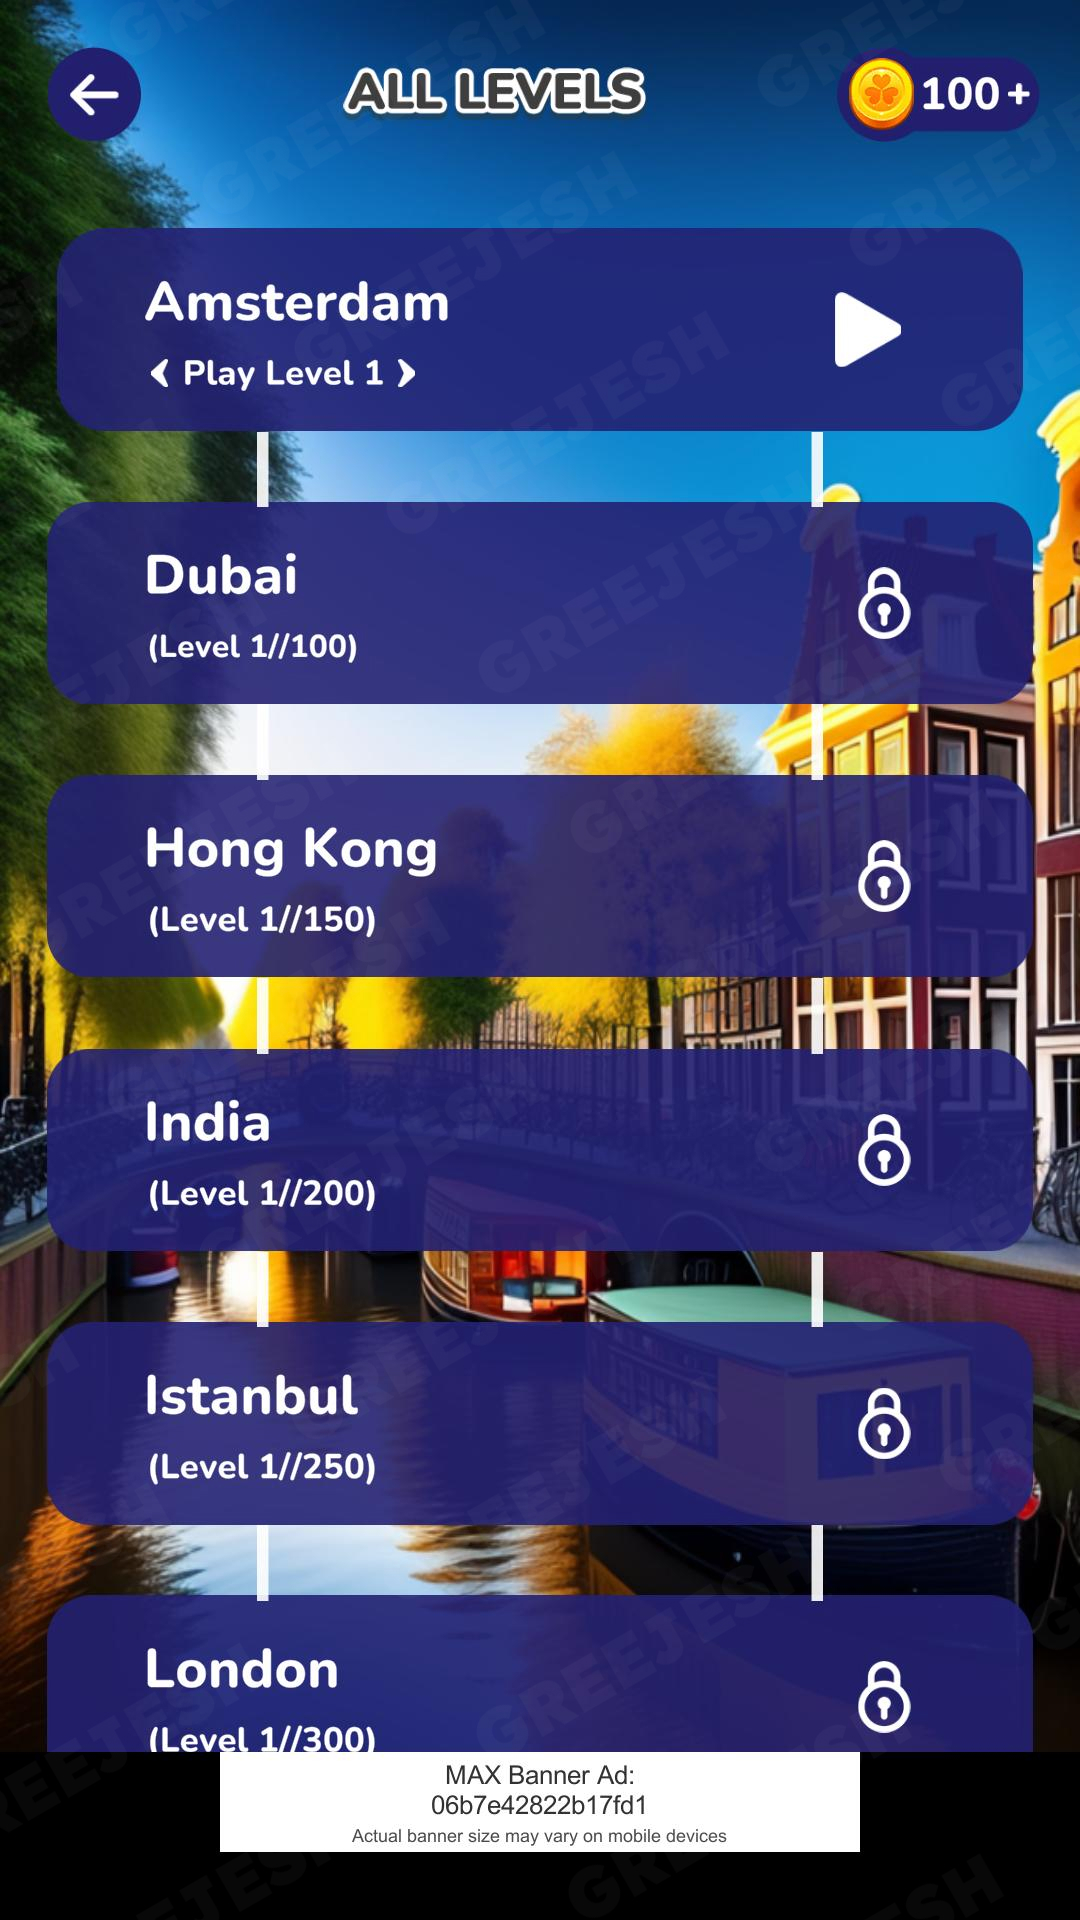 ALL LEVELS
100 +
Amsterdam
Play Level 1
Dubai
(Level 1//100)
Hong Kong
(Level 1//150)
India
(Level 1//200)
Istanbul
(Level 1//250)
London
(Level 1//300)
MAX Banner Ad:
06b7e42822b17fd1
Actual banner size may vary on mobile devices
GREEJESH